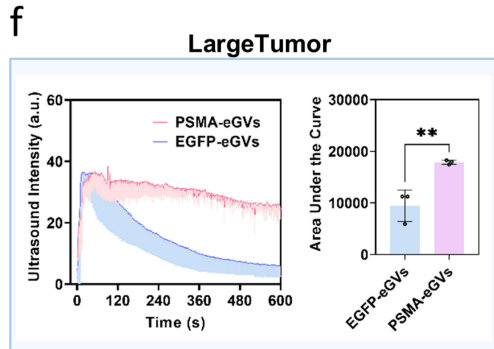 f
LargeTumor
Ultrasound Intensity (a.u.)
60
40
20
0
PSMA-eGVs
EGFP-eGVs
0 120 240 360 480 600
Time (s)
Area Under the Curve
30000
20000
10000
0
**
EGFP-eGVs
PSMA-eGVs